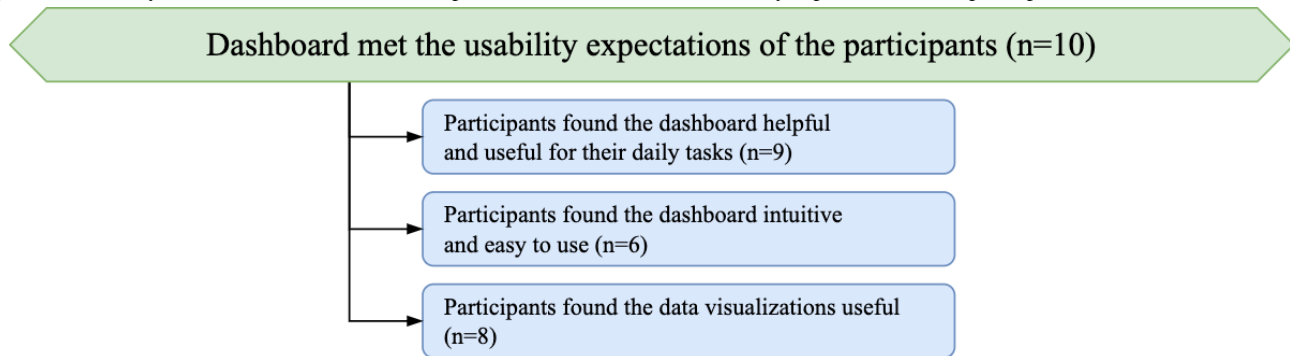 Dashboard met the usability expectations of the participants (n=10)
Participants found the dashboard helpful
and useful for their daily tasks (n=9)
Participants found the dashboard intuitive
and easy to use (n=6)
Participants found the data visualizations useful
(n=8)